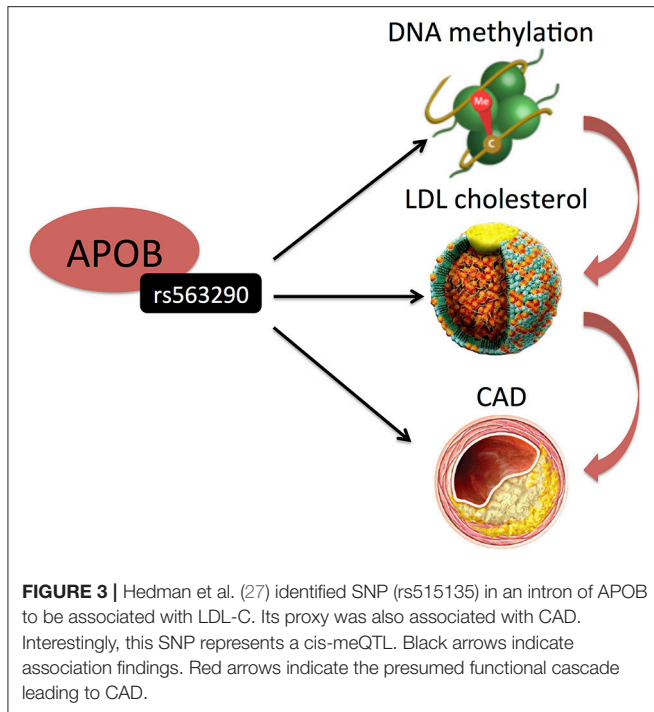 DNA methylation
Me
C
LDL cholesterol
APOB
rs563290
CAD
FIGURE 3 | Hedman et al. (27) identified SNP (rs515135) in an intron of APOB
to be associated with LDL-C. Its proxy was also associated with CAD.
Interestingly, this SNP represents a cis-meQTL. Black arrows indicate
association findings. Red arrows indicate the presumed functional cascade
leading to CAD.